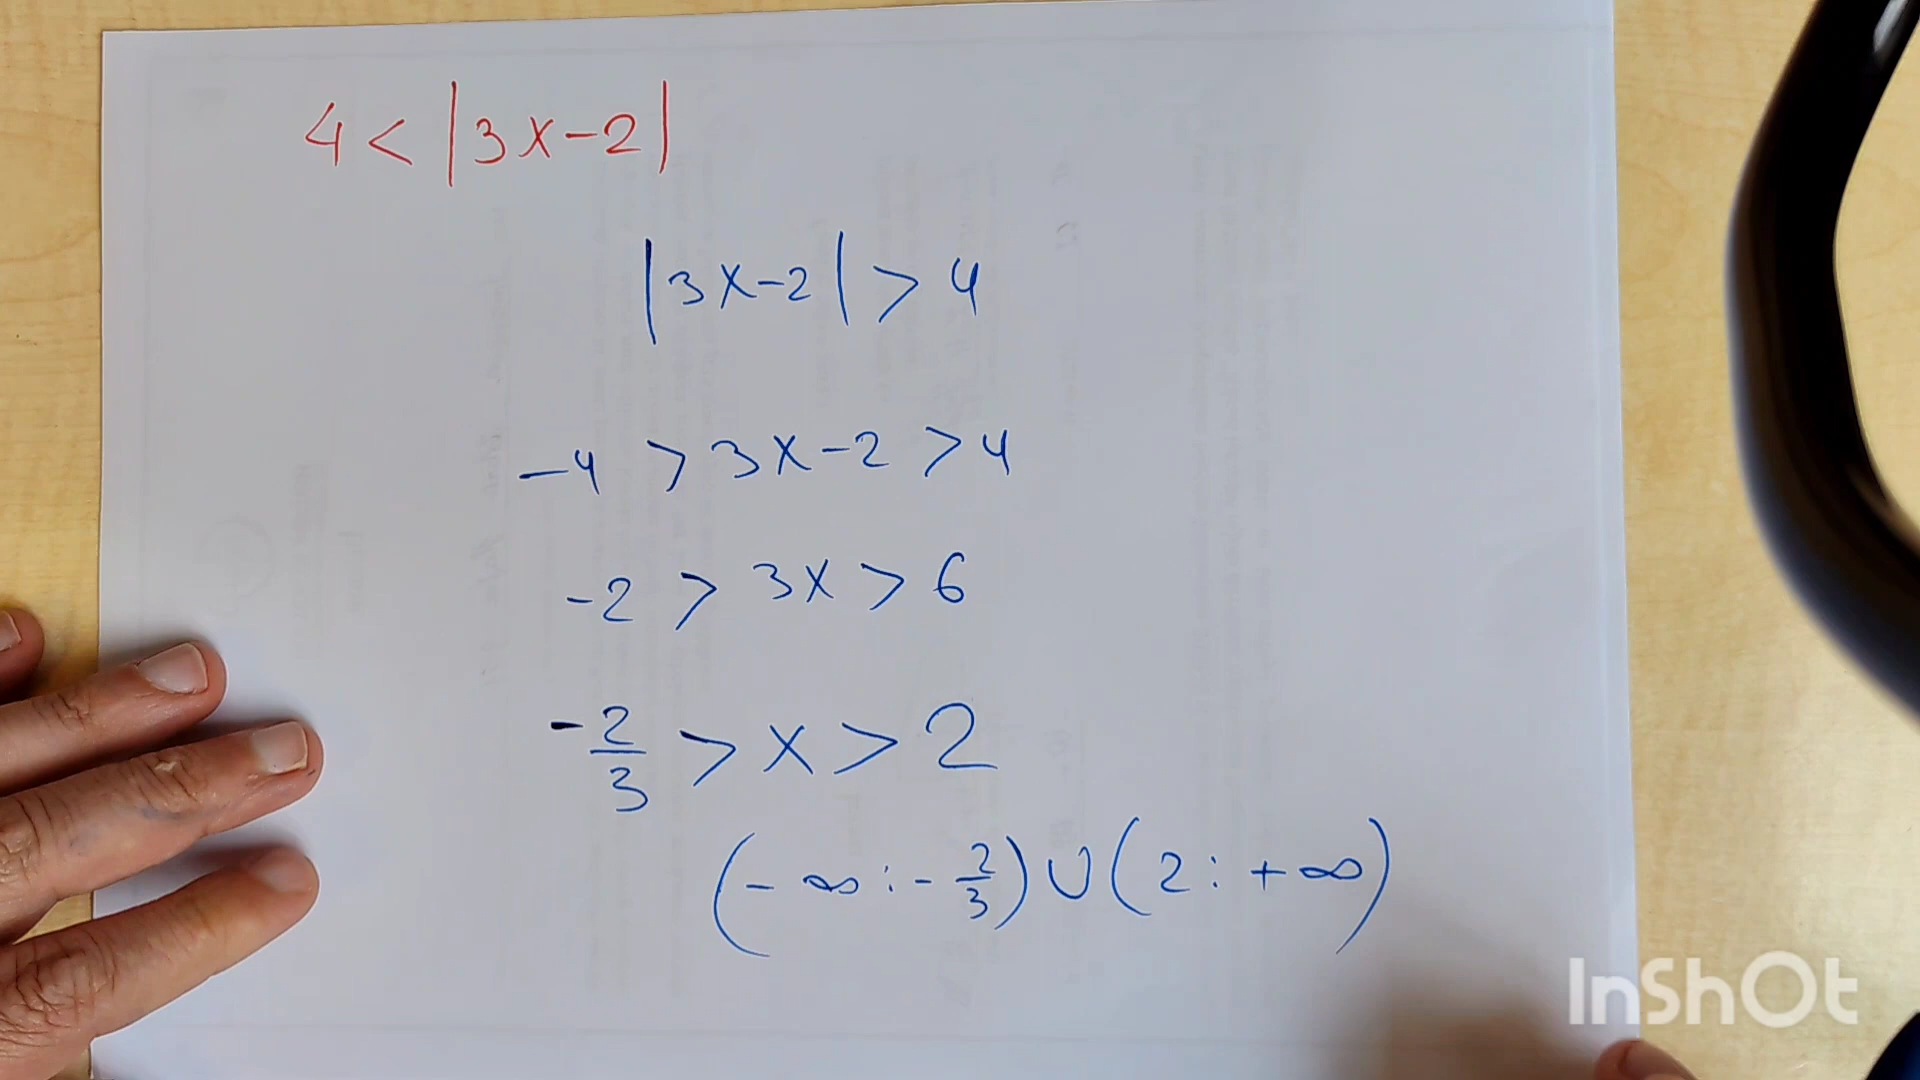 4 < |3x-2|
|3x-2| > 4
-4 > 3x-2 > 4
-2 > 3x > 6
-2/3 > x > 2
(-∞ : -2/3) ∪ (2 : +∞)
InShOt